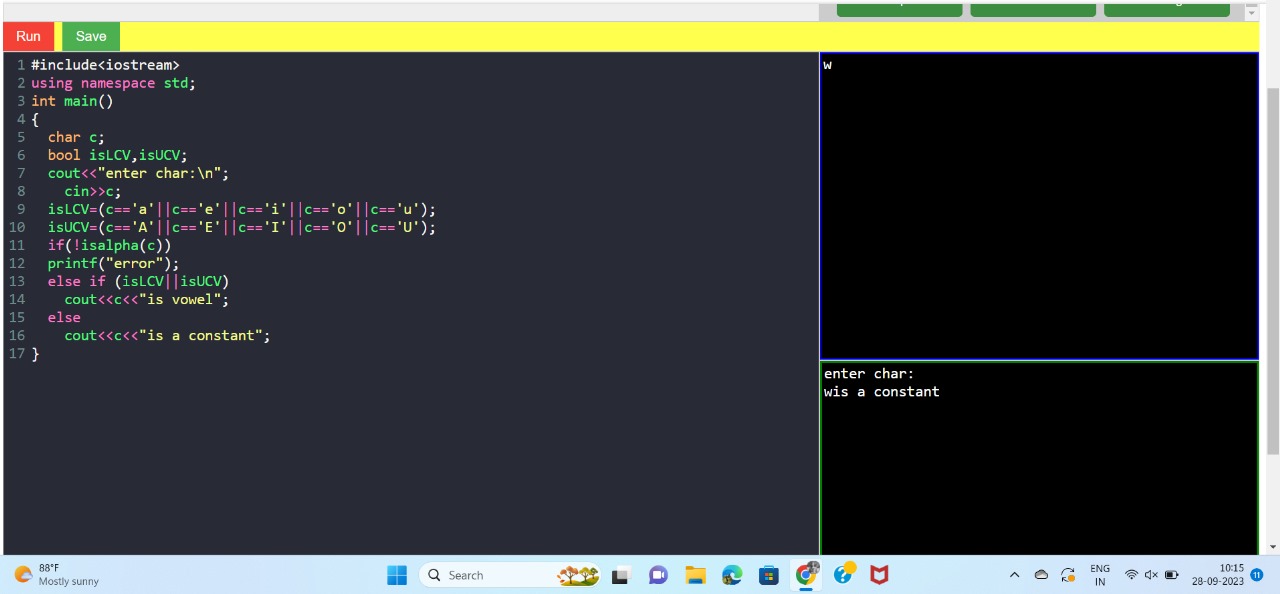 Run Save
1 #include<iostream>
2 using namespace std;
3 int main()
4 {
5 char c;
6 bool isLCV,isUCV;
7 cout<<"enter char:\n";
8 cin>>c;
9 isLCV=(c=='a'||c=='e'||c=='i'||c=='o'||c=='u');
10 isUCV=(c=='A'||c=='E'||c=='I'||c=='O'||c=='U');
11 if(!isalpha(c))
12 printf("error");
13 else if (isLCV||isUCV)
14 cout<<c<<"is vowel";
15 else
16 cout<<c<<"is a constant";
17 }
w
enter char:
wis a constant
88°F
Mostly sunny
Search
ENG
IN
10:15
28-09-2023
11